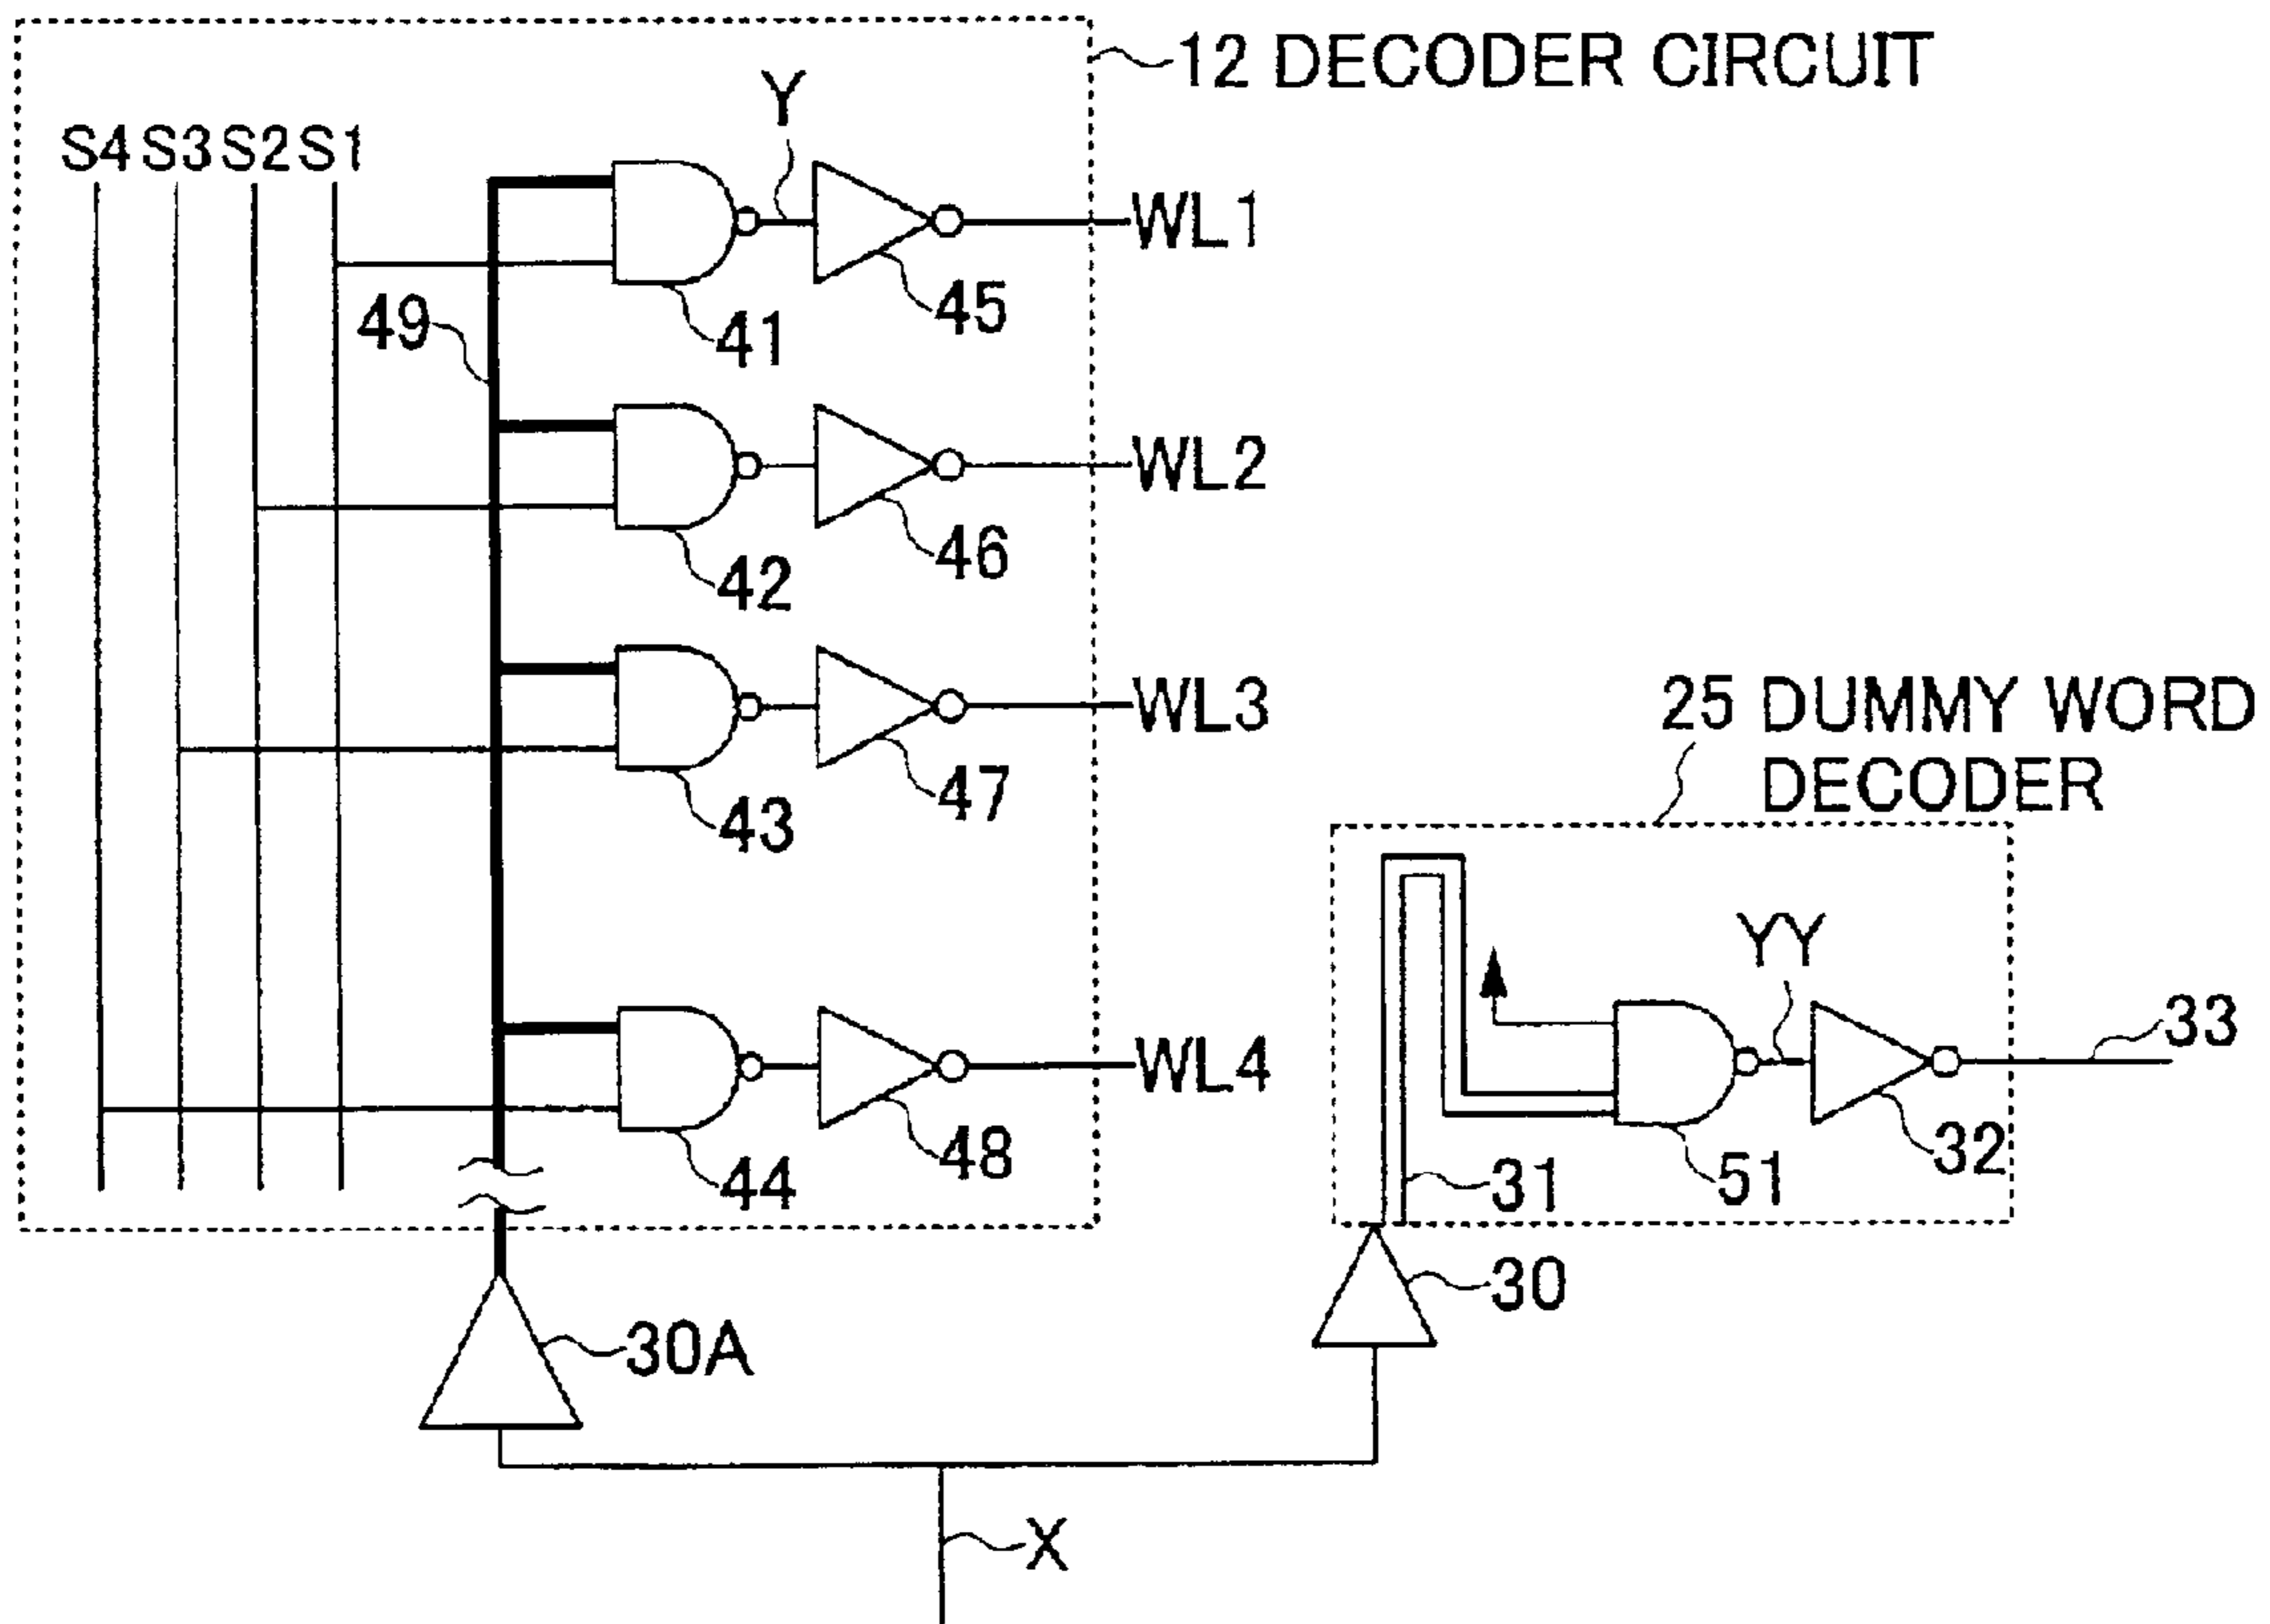 12 DECODER CIRCUIT
Y
S4 S3 S2 S1
WL1
45
49
41
WL2
46
42
WL3
25 DUMMY WORD
DECODER
47
43
YY
33
WL4
48
44
32
31
51
30
30A
X